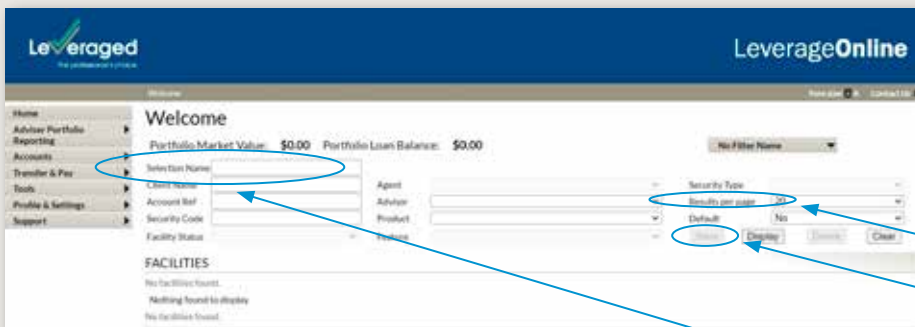 Leveraged
LeverageOnline
Welcome
Home
Adviser Portfolio Reporting
Accounts
Transfer & Pay
Tools
Profile & Settings
Support
Welcome
Portfolio Market Value: $0.00 Portfolio Loan Balance: $0.00
No Filter Name
Selection Name
Client Name Agent Security Type
Account Ref Advisor Results per page 20
Security Code Product Default No
Facility Status Feature Save Display Delete Clear
FACILITIES
No facilities found.
Nothing found to display
No facilities found.